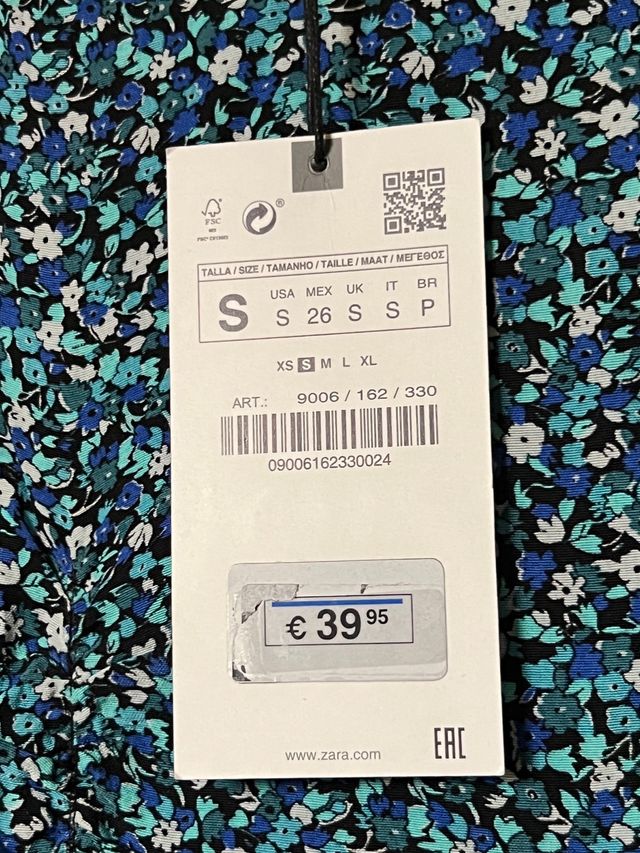 FSC
TALLA / SIZE / TAMANHO / TAILLE / MAAT / ΜΕΓΕΘΟΣ
S USA MEX UK IT BR
S 26 S S P
XS S M L XL
ART.: 9006 / 162 / 330
09006162330024
€ 39 95
www.zara.com
EAC